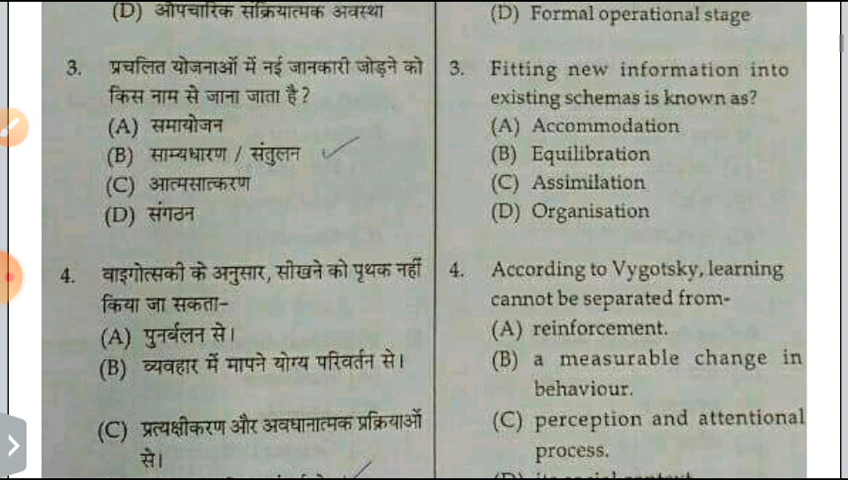 (D) औपचारिक संक्रियात्मक अवस्था
3. प्रचलित योजनाओं में नई जानकारी जोड़ने को
किस नाम से जाना जाता है?
(A) समायोजन
(B) साम्यधारण / संतुलन
(C) आत्मसात्करण
(D) संगठन
4. वाइगोत्सकी के अनुसार, सीखने को पृथक नहीं
किया जा सकता–
(A) पुनर्बलन से।
(B) व्यवहार में मापने योग्य परिवर्तन से।
(C) प्रत्यक्षीकरण और अवधानात्मक प्रक्रियाओं
से।
(D) Formal operational stage
3. Fitting new information into
existing schemas is known as?
(A) Accommodation
(B) Equilibration
(C) Assimilation
(D) Organisation
4. According to Vygotsky, learning
cannot be separated from-
(A) reinforcement.
(B) a measurable change in
behaviour.
(C) perception and attentional
process.
(D) its social context